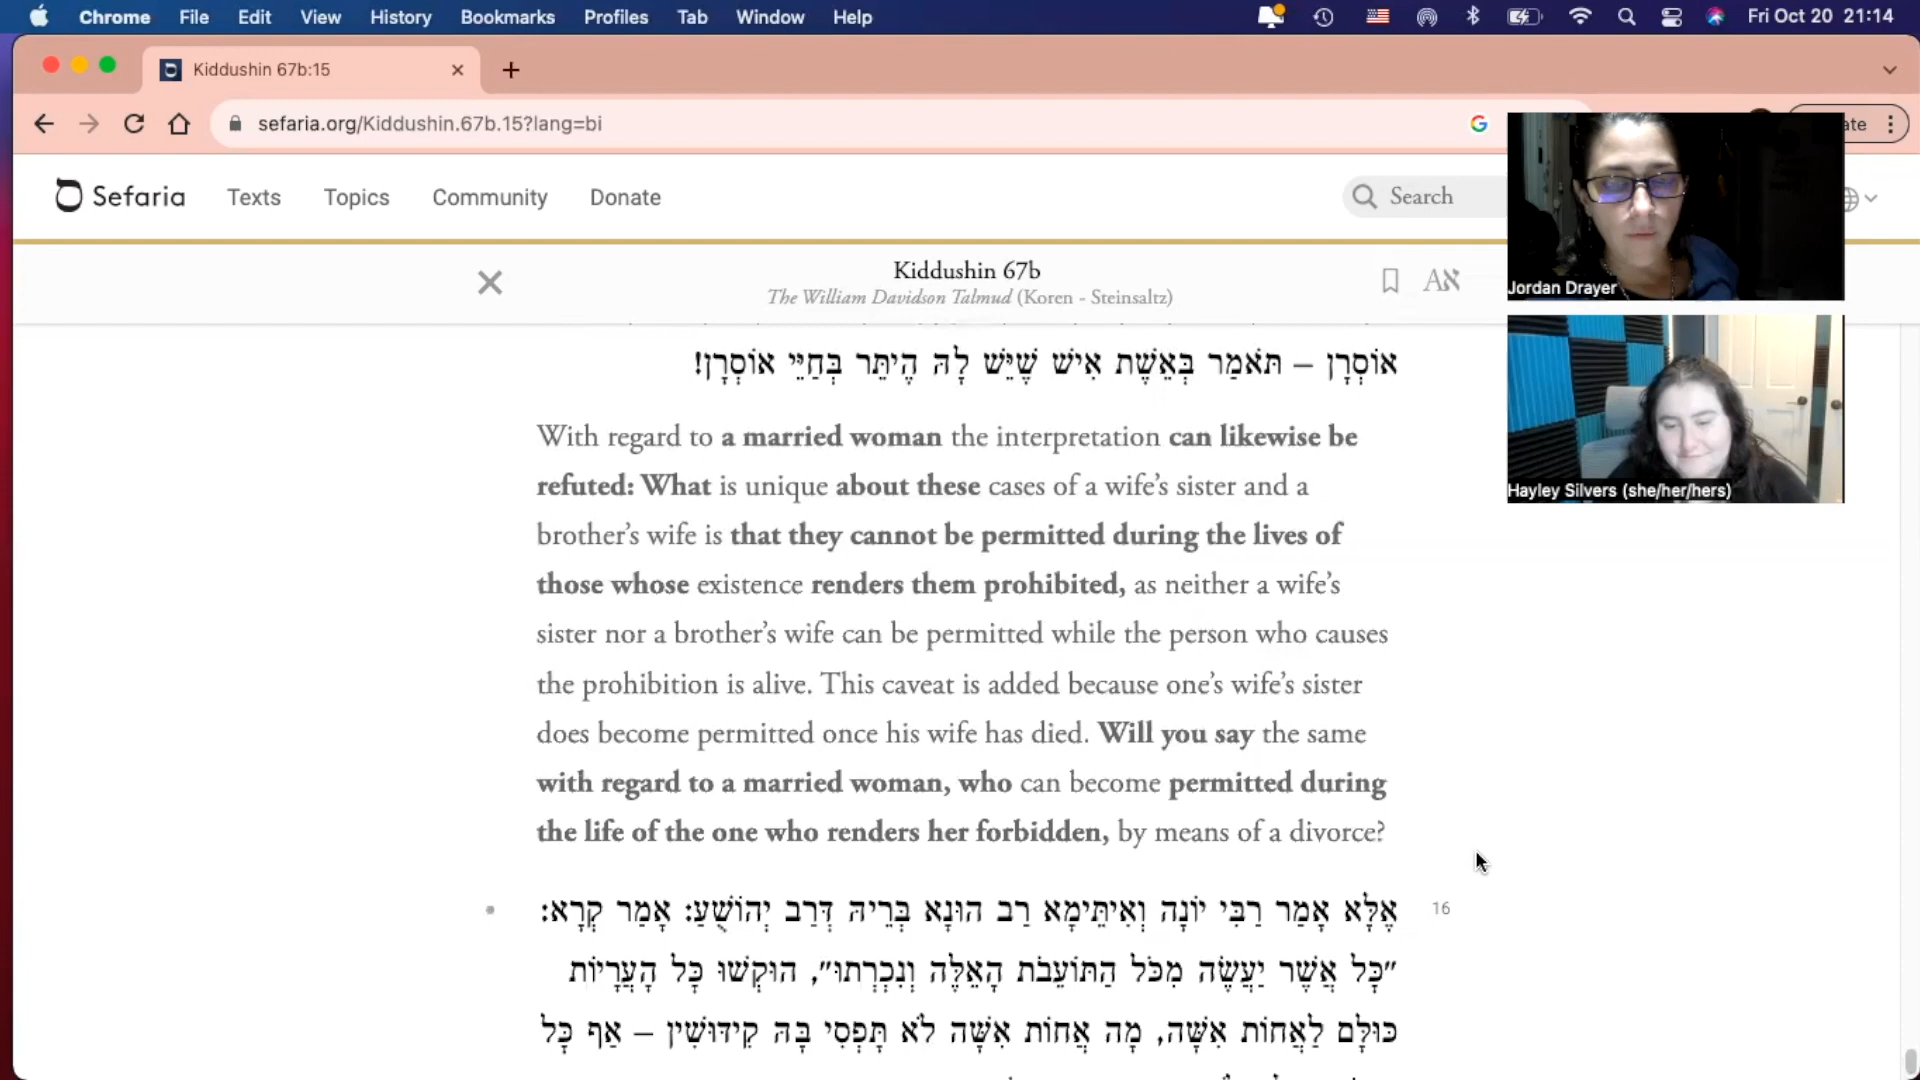 Chrome File Edit View History Bookmarks Profiles Tab Window Help Fri Oct 20 21:14
Kiddushin 67b:15
sefaria.org/Kiddushin.67b.15?lang=bi
Sefaria Texts Topics Community Donate Search
Kiddushin 67b
The William Davidson Talmud (Koren - Steinsaltz)
Jordan Drayer
Hayley Silvers (she/her/hers)
אוֹסְרָן – תֹּאמַר בְּאֵשֶׁת אִישׁ שֶׁיֵּשׁ לָהּ הֶיתֵּר בְּחַיֵּי אוֹסְרָן!
With regard to a married woman the interpretation can likewise be
refuted: What is unique about these cases of a wife’s sister and a
brother’s wife is that they cannot be permitted during the lives of
those whose existence renders them prohibited, as neither a wife’s
sister nor a brother’s wife can be permitted while the person who causes
the prohibition is alive. This caveat is added because one’s wife’s sister
does become permitted once his wife has died. Will you say the same
with regard to a married woman, who can become permitted during
the life of the one who renders her forbidden, by means of a divorce?
אֶלָּא אָמַר רַבִּי יוֹנָה וְאִיתֵּימָא רַב הוּנָא בְּרֵיהּ דְּרַב יְהוֹשֻׁעַ: אָמַר קְרָא:
16
״כׇּל אֲשֶׁר יַעֲשֶׂה מִכֹּל הַתּוֹעֵבֹת הָאֵלֶּה וְנִכְרְתוּ״, הוּקְשׁוּ כׇּל הָעֲרָיוֹת
כּוּלָּם לַאֲחוֹת אִשָּׁה, מָה אֲחוֹת אִשָּׁה לֹא תָּפְסִי בָּהּ קִידּוּשִׁין – אַף כׇּל